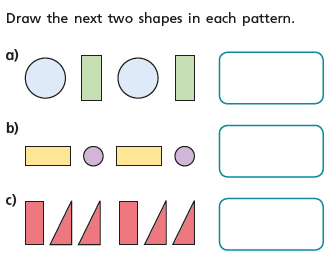 Draw the next two shapes in each pattern.
a)
b)
c)